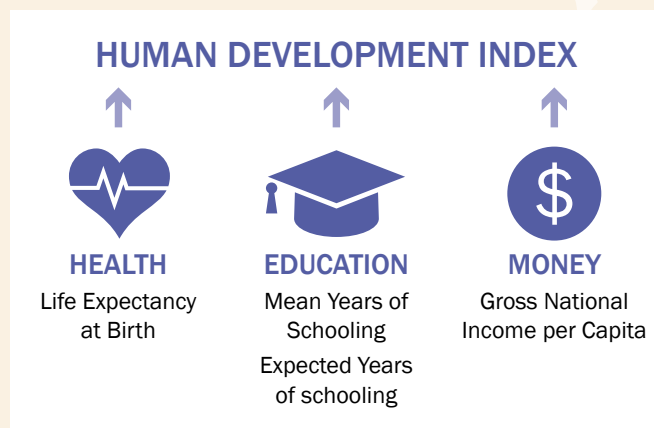 HUMAN DEVELOPMENT INDEX
HEALTH
Life Expectancy
at Birth
EDUCATION
Mean Years of
Schooling
Expected Years
of schooling
$
MONEY
Gross National
Income per Capita